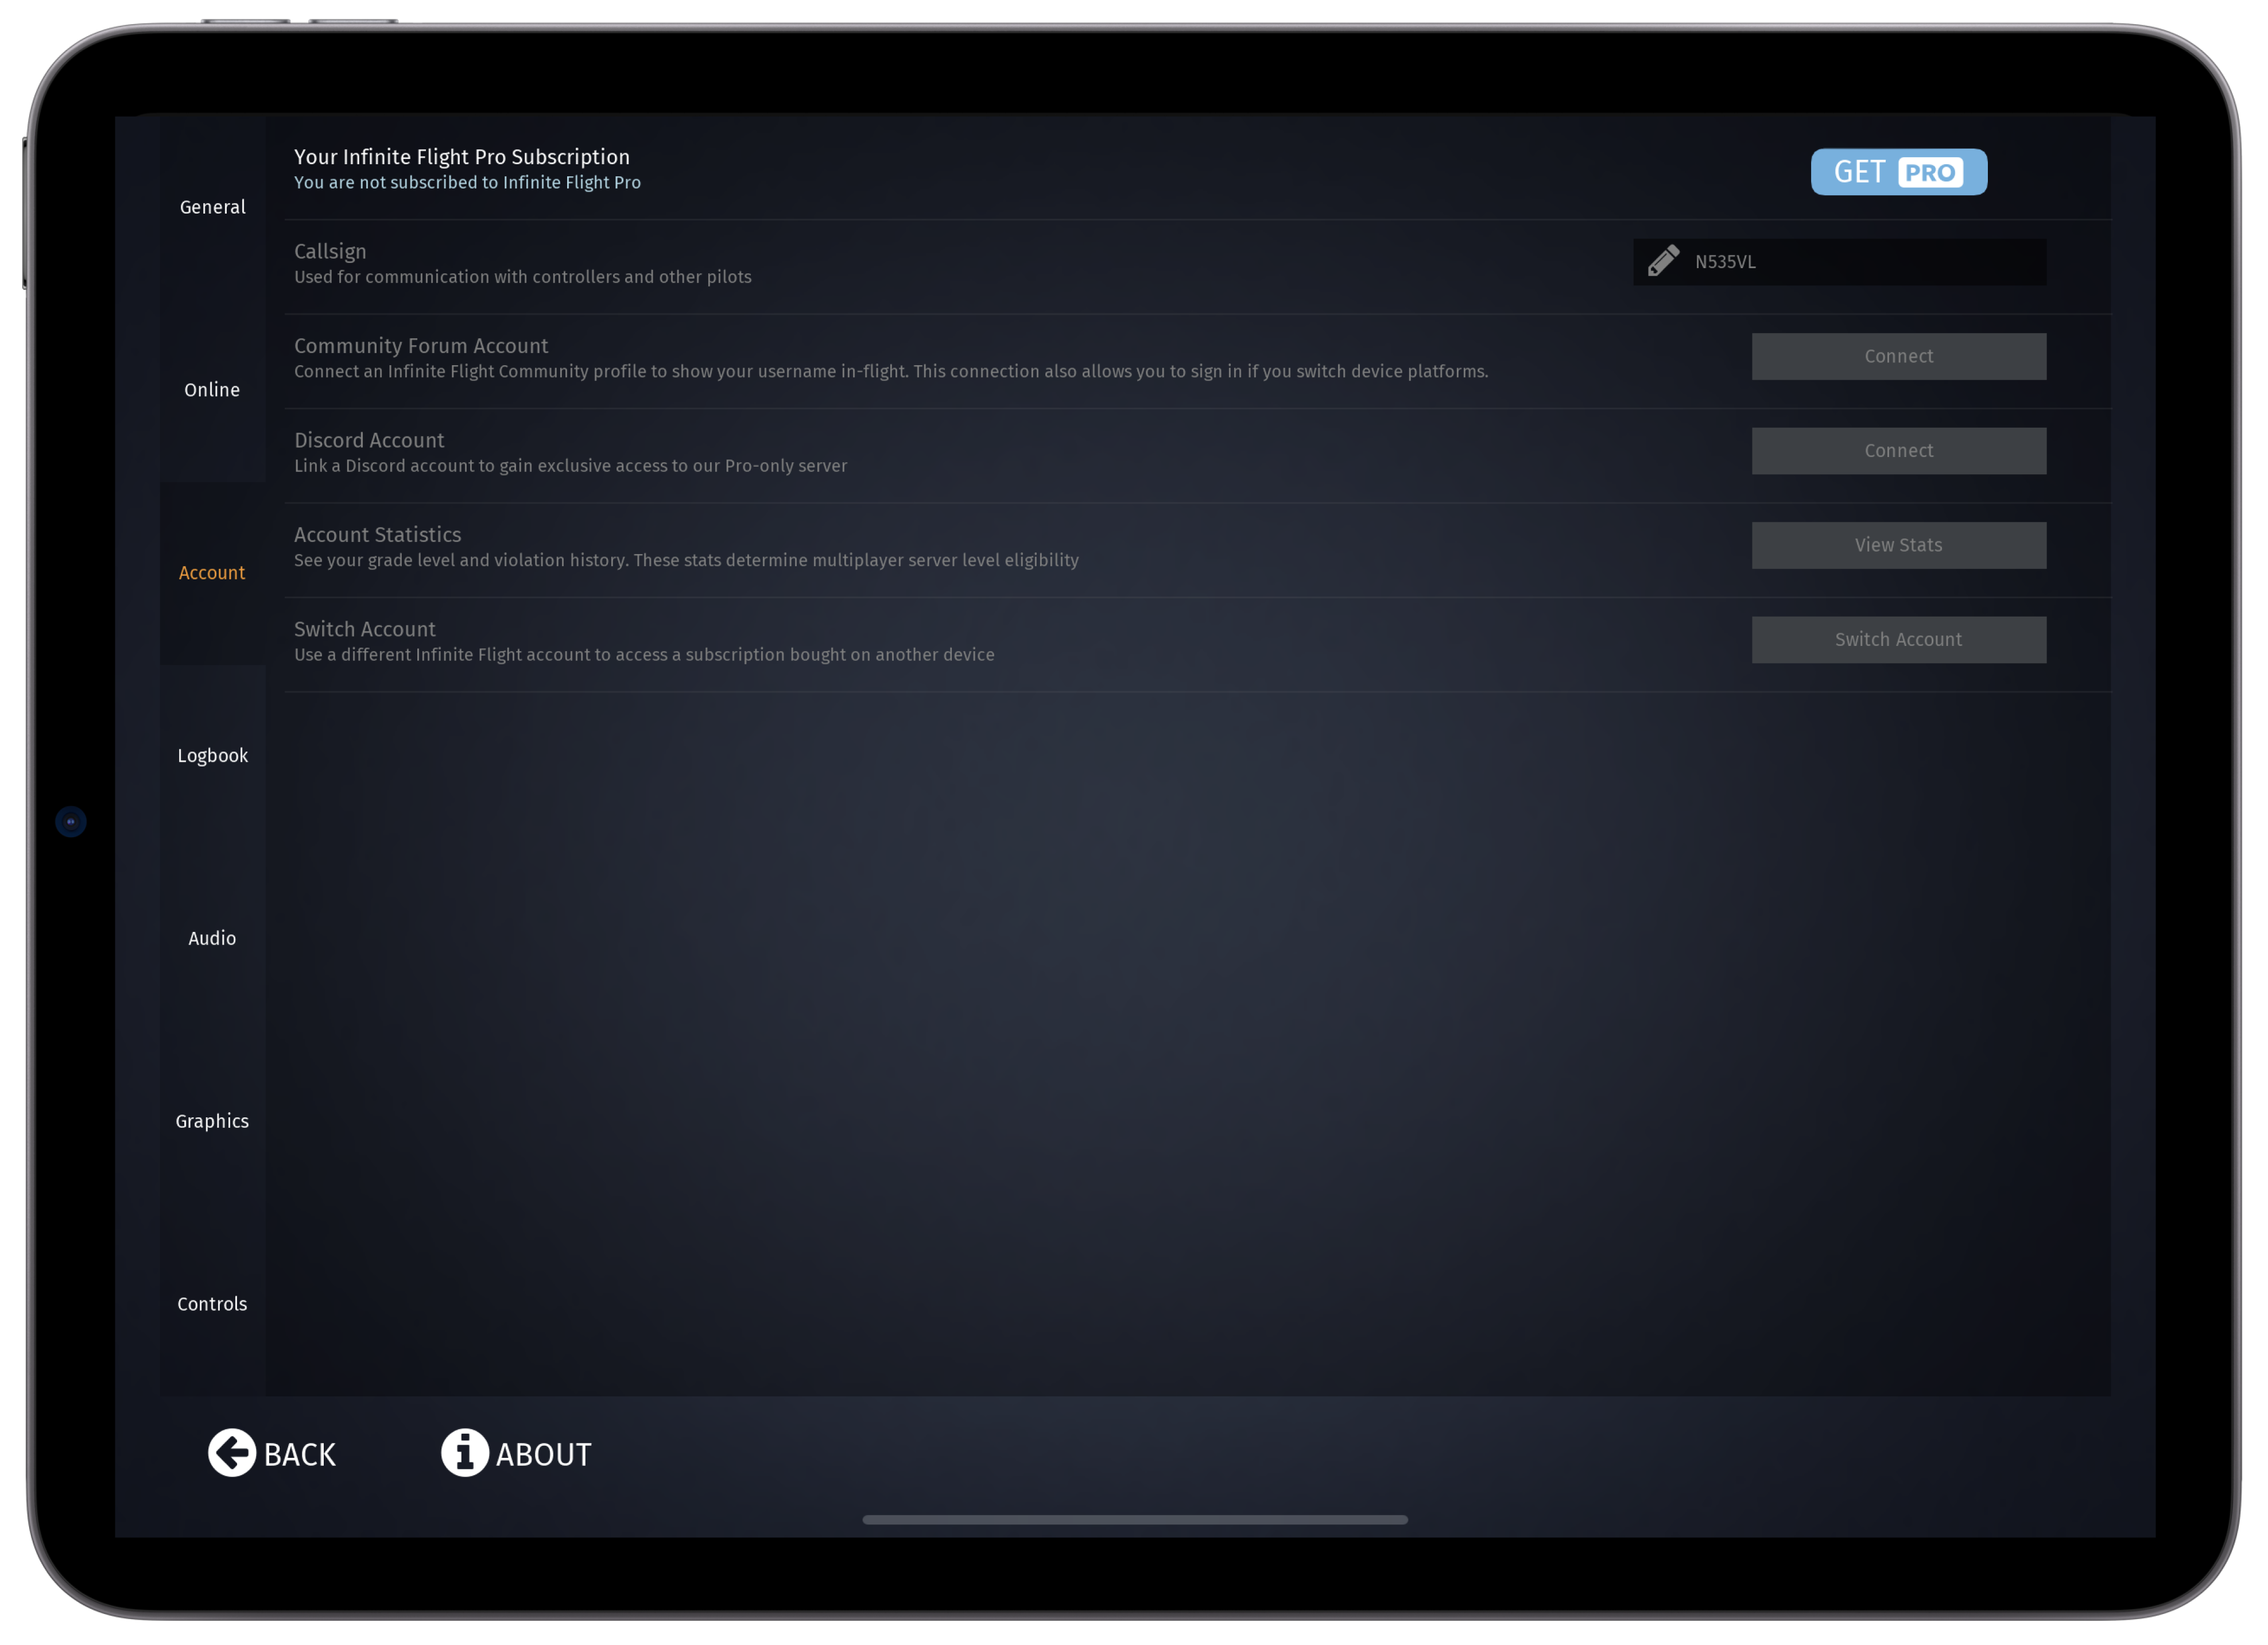 Your Infinite Flight Pro Subscription
You are not subscribed to Infinite Flight Pro
GET PRO
General
Callsign
Used for communication with controllers and other pilots
N535VL
Community Forum Account
Connect an Infinite Flight Community profile to show your username in-flight. This connection also allows you to sign in if you switch device platforms.
Connect
Online
Discord Account
Link a Discord account to gain exclusive access to our Pro-only server
Connect
Account Statistics
See your grade level and violation history. These stats determine multiplayer server level eligibility
View Stats
Account
Switch Account
Use a different Infinite Flight account to access a subscription bought on another device
Switch Account
Logbook
Audio
Graphics
Controls
BACK
ABOUT